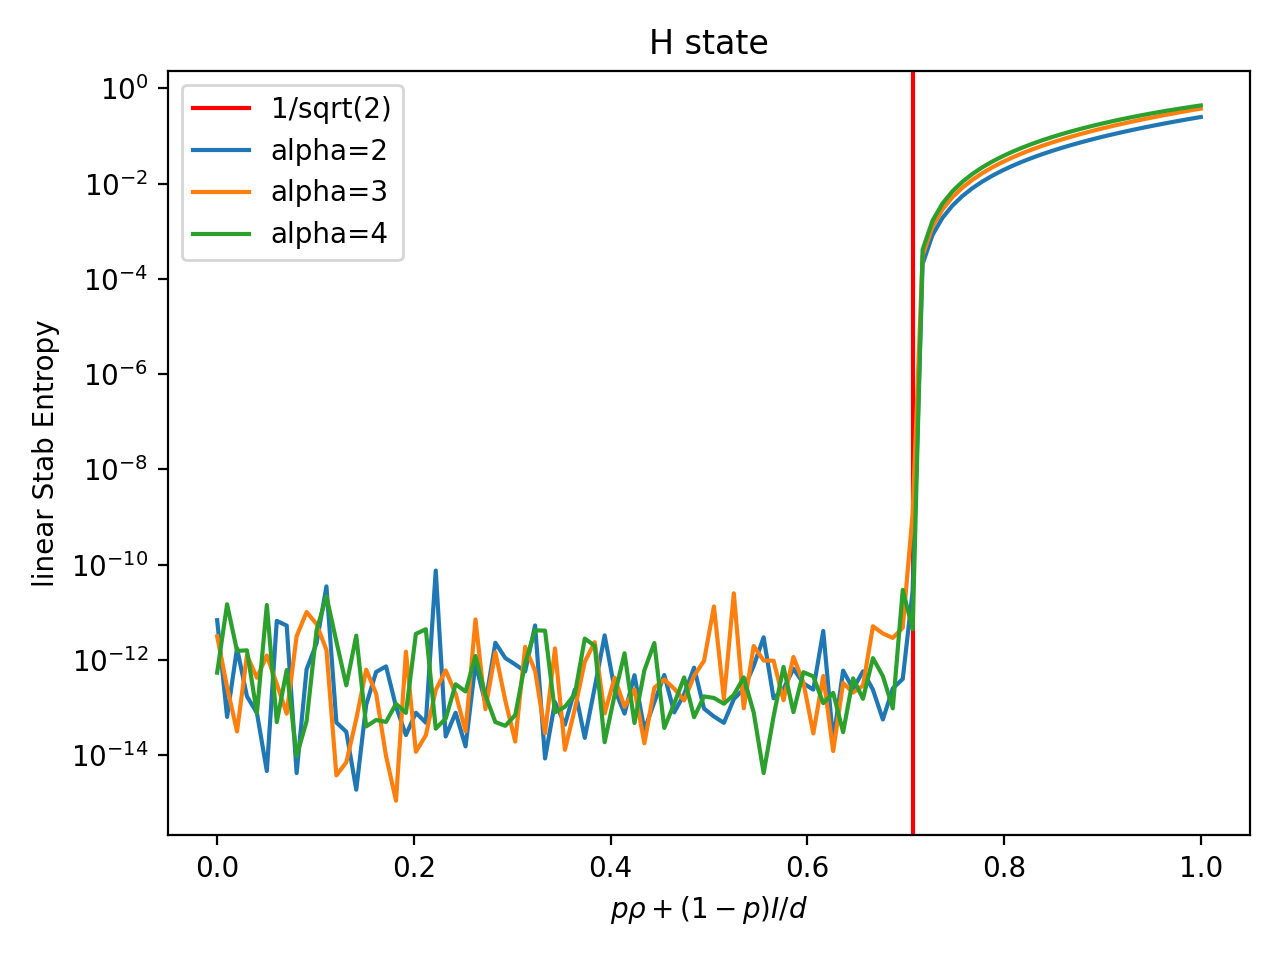 H state
10⁰
10⁻²
10⁻⁴
10⁻⁶
10⁻⁸
10⁻¹⁰
10⁻¹²
10⁻¹⁴
linear Stab Entropy
1/sqrt(2)
alpha=2
alpha=3
alpha=4
0.0 0.2 0.4 0.6 0.8 1.0
pρ + (1 − p)I/d